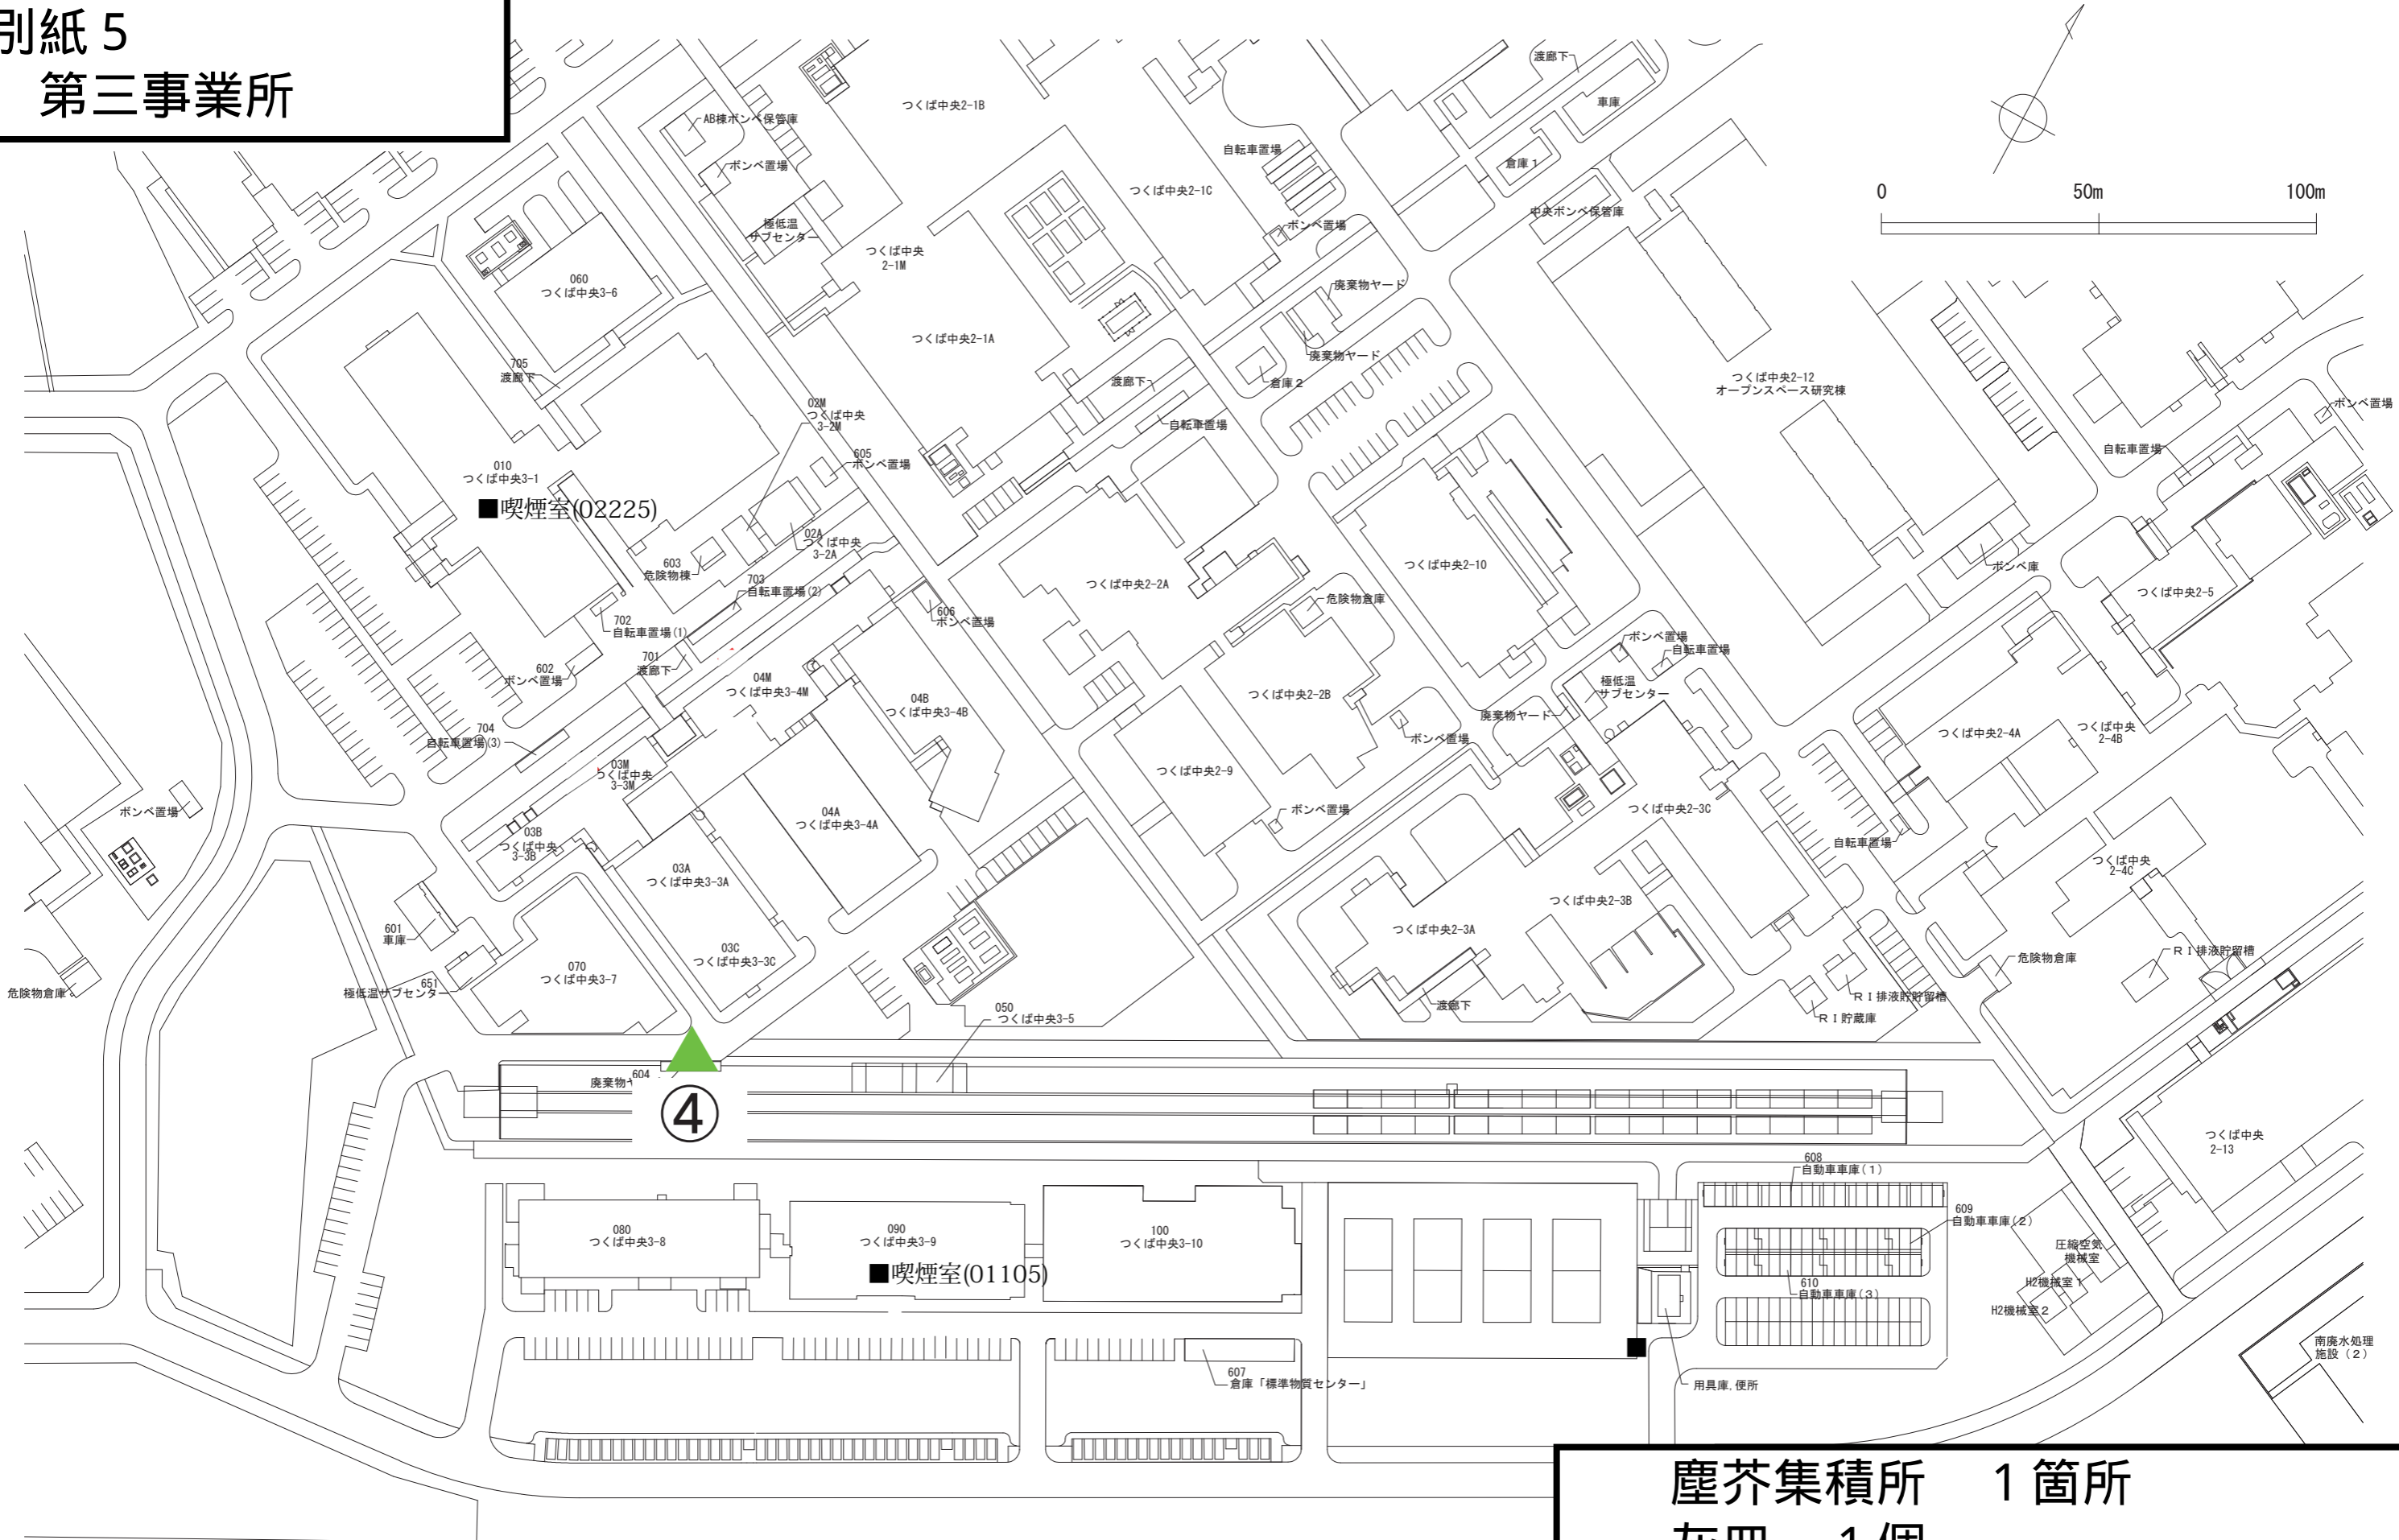 別紙5
第三事業所
0 50m 100m
渡廊下
車庫
つくば中央2-1B
AB棟ボンベ保管庫
自転車置場
倉庫1
ボンベ置場
つくば中央2-1C
中央ボンベ保管庫
極低温
サブセンター
ボンベ置場
つくば中央
2-1M
060
つくば中央3-6
廃棄物ヤード
つくば中央2-1A
廃棄物ヤード
705
渡廊下
渡廊下
倉庫2
つくば中央2-12
オープンスペース研究棟
ボンベ置場
02M
つくば中央
3-2M
自転車置場
自転車置場
605
ボンベ置場
010
つくば中央3-1
■喫煙室(02225)
02A
つくば中央
3-2A
603
危険物棟
つくば中央2-10
ボンベ庫
703
自転車置場(2)
つくば中央2-2A
つくば中央2-5
危険物倉庫
606
ボンベ置場
702
自転車置場(1)
ボンベ置場
自転車置場
701
渡廊下
602
ボンベ置場
04M
つくば中央3-4M
極低温
サブセンター
04B
つくば中央3-4B
つくば中央2-2B
廃棄物ヤード
704
自転車置場(3)
ボンベ置場
つくば中央2-4A
つくば中央
2-4B
03M
つくば中央
3-3M
つくば中央2-9
ボンベ置場
ボンベ置場
つくば中央2-3C
04A
つくば中央3-4A
03B
つくば中央
3-3B
自転車置場
つくば中央
2-4C
03A
つくば中央3-3A
つくば中央2-3B
601
車庫
つくば中央2-3A
03C
つくば中央3-3C
RI排液貯留槽
危険物倉庫
070
つくば中央3-7
651
極低温サブセンター
危険物倉庫
RI排液貯留槽
渡廊下
RI貯蔵庫
050
つくば中央3-5
604
廃棄物ヤ
④
つくば中央
2-13
608
自動車車庫(1)
609
自動車車庫(2)
080
つくば中央3-8
090
つくば中央3-9
100
つくば中央3-10
圧縮空気
機械室
■喫煙室(01105)
H2機械室1
610
自動車車庫(3)
H2機械室2
南廃水処理
施設(2)
607
倉庫「標準物質センター」
用具庫,便所
塵芥集積所 1箇所